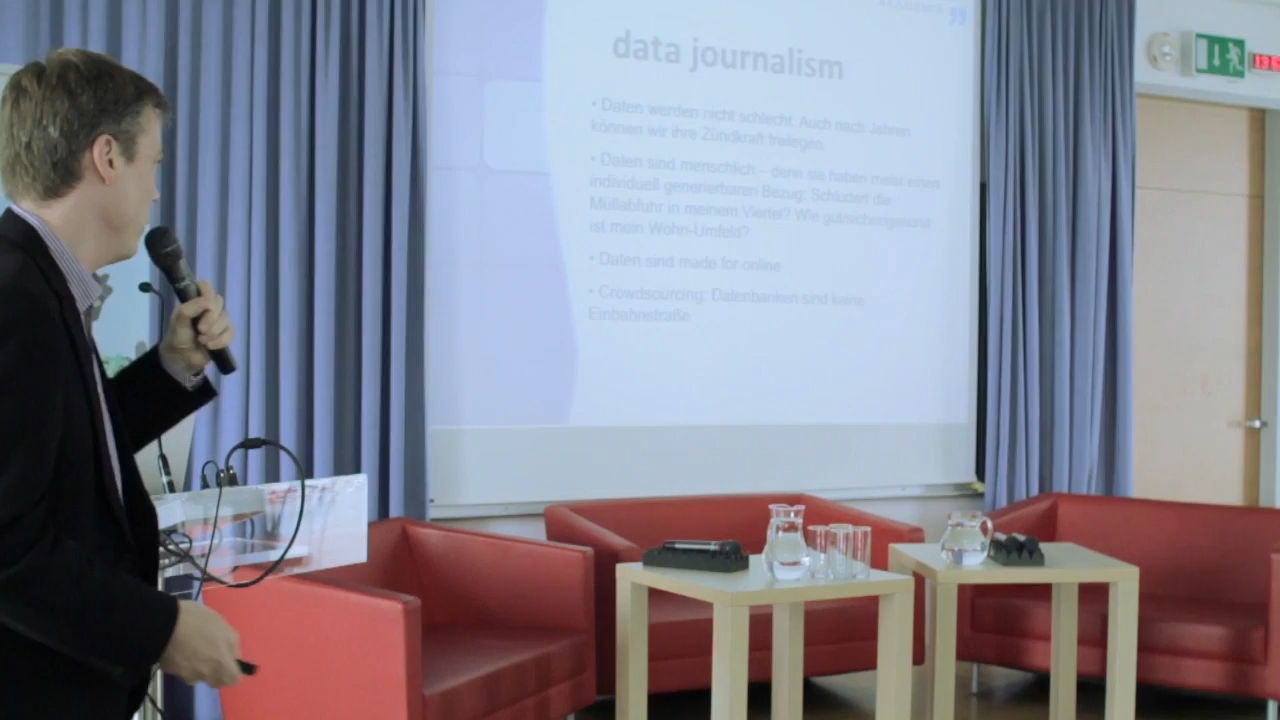 AKADEMIE
data journalism
• Daten werden nicht schlecht. Auch nach Jahren
können wir ihre Zündkraft freilegen.
• Daten sind menschlich – denn sie haben meist einen
individuell generierbaren Bezug: Schludert die
Müllabfuhr in meinem Viertel? Wie gut/sicher/gesund
ist mein Wohn-Umfeld?
• Daten sind made for online
• Crowdsourcing: Datenbanken sind keine
Einbahnstraße